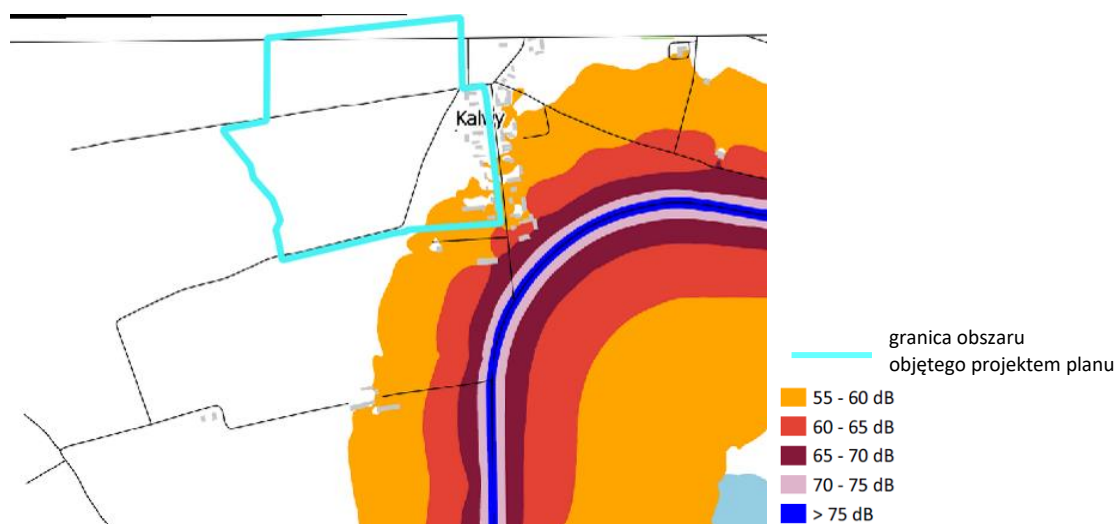 Kalwy
granica obszaru
objętego projektem planu
55 - 60 dB
60 - 65 dB
65 - 70 dB
70 - 75 dB
> 75 dB